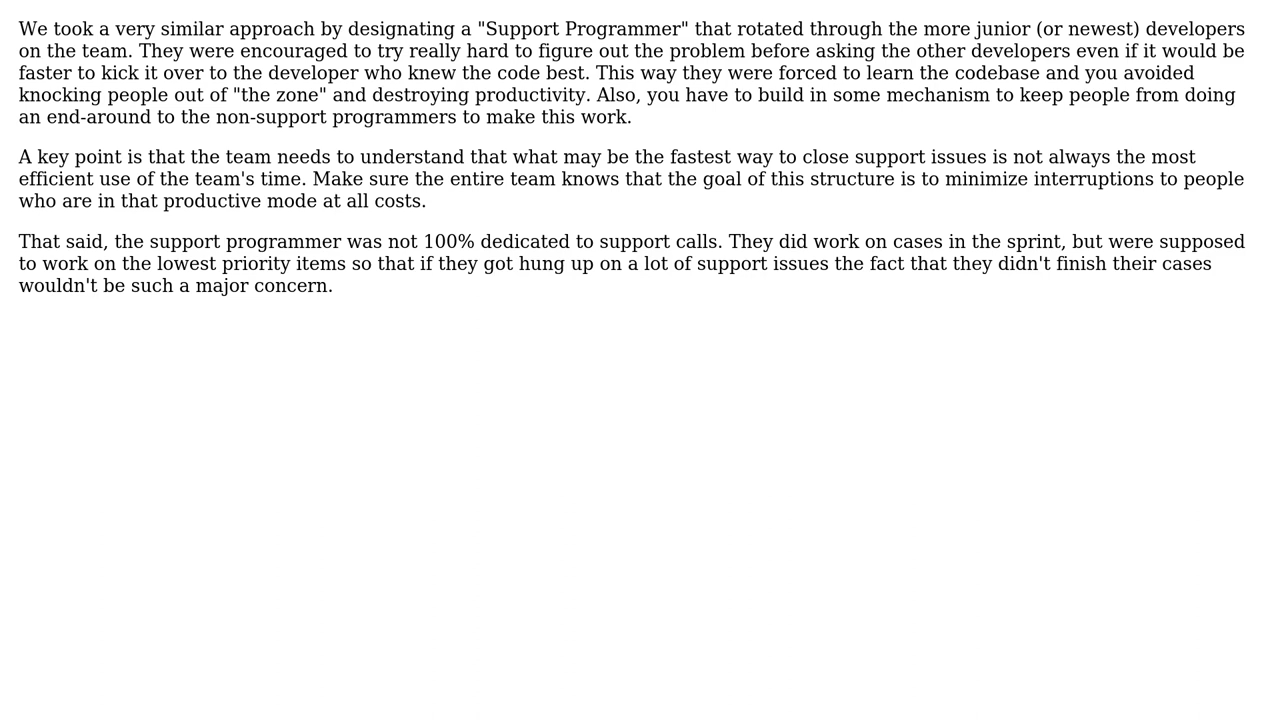 We took a very similar approach by designating a "Support Programmer" that rotated through the more junior (or newest) developers
on the team. They were encouraged to try really hard to figure out the problem before asking the other developers even if it would be
faster to kick it over to the developer who knew the code best. This way they were forced to learn the codebase and you avoided
knocking people out of "the zone" and destroying productivity. Also, you have to build in some mechanism to keep people from doing
an end-around to the non-support programmers to make this work.
A key point is that the team needs to understand that what may be the fastest way to close support issues is not always the most
efficient use of the team's time. Make sure the entire team knows that the goal of this structure is to minimize interruptions to people
who are in that productive mode at all costs.
That said, the support programmer was not 100% dedicated to support calls. They did work on cases in the sprint, but were supposed
to work on the lowest priority items so that if they got hung up on a lot of support issues the fact that they didn't finish their cases
wouldn't be such a major concern.